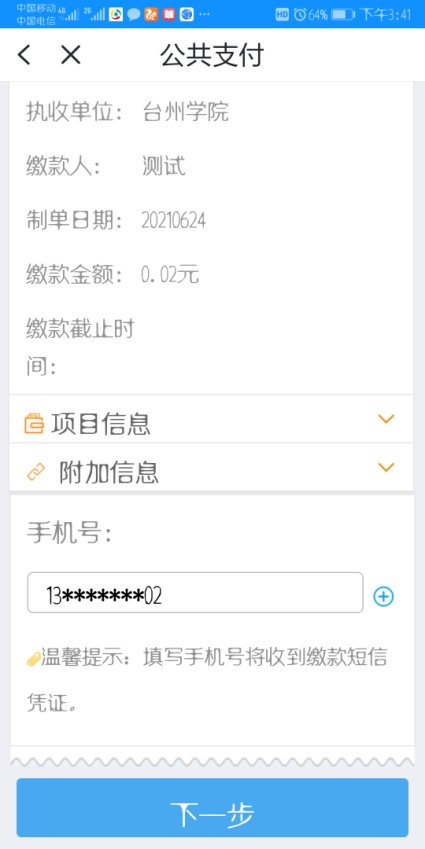 中国移动 4G 2G HD 64% 下午3:41
中国电信
公共支付
执收单位： 台州学院
缴款人： 测试
制单日期： 20210624
缴款金额： 0.02元
缴款截止时
间：
项目信息
附加信息
手机号：
13*******02
温馨提示：填写手机号将收到缴款短信
凭证。
下一步